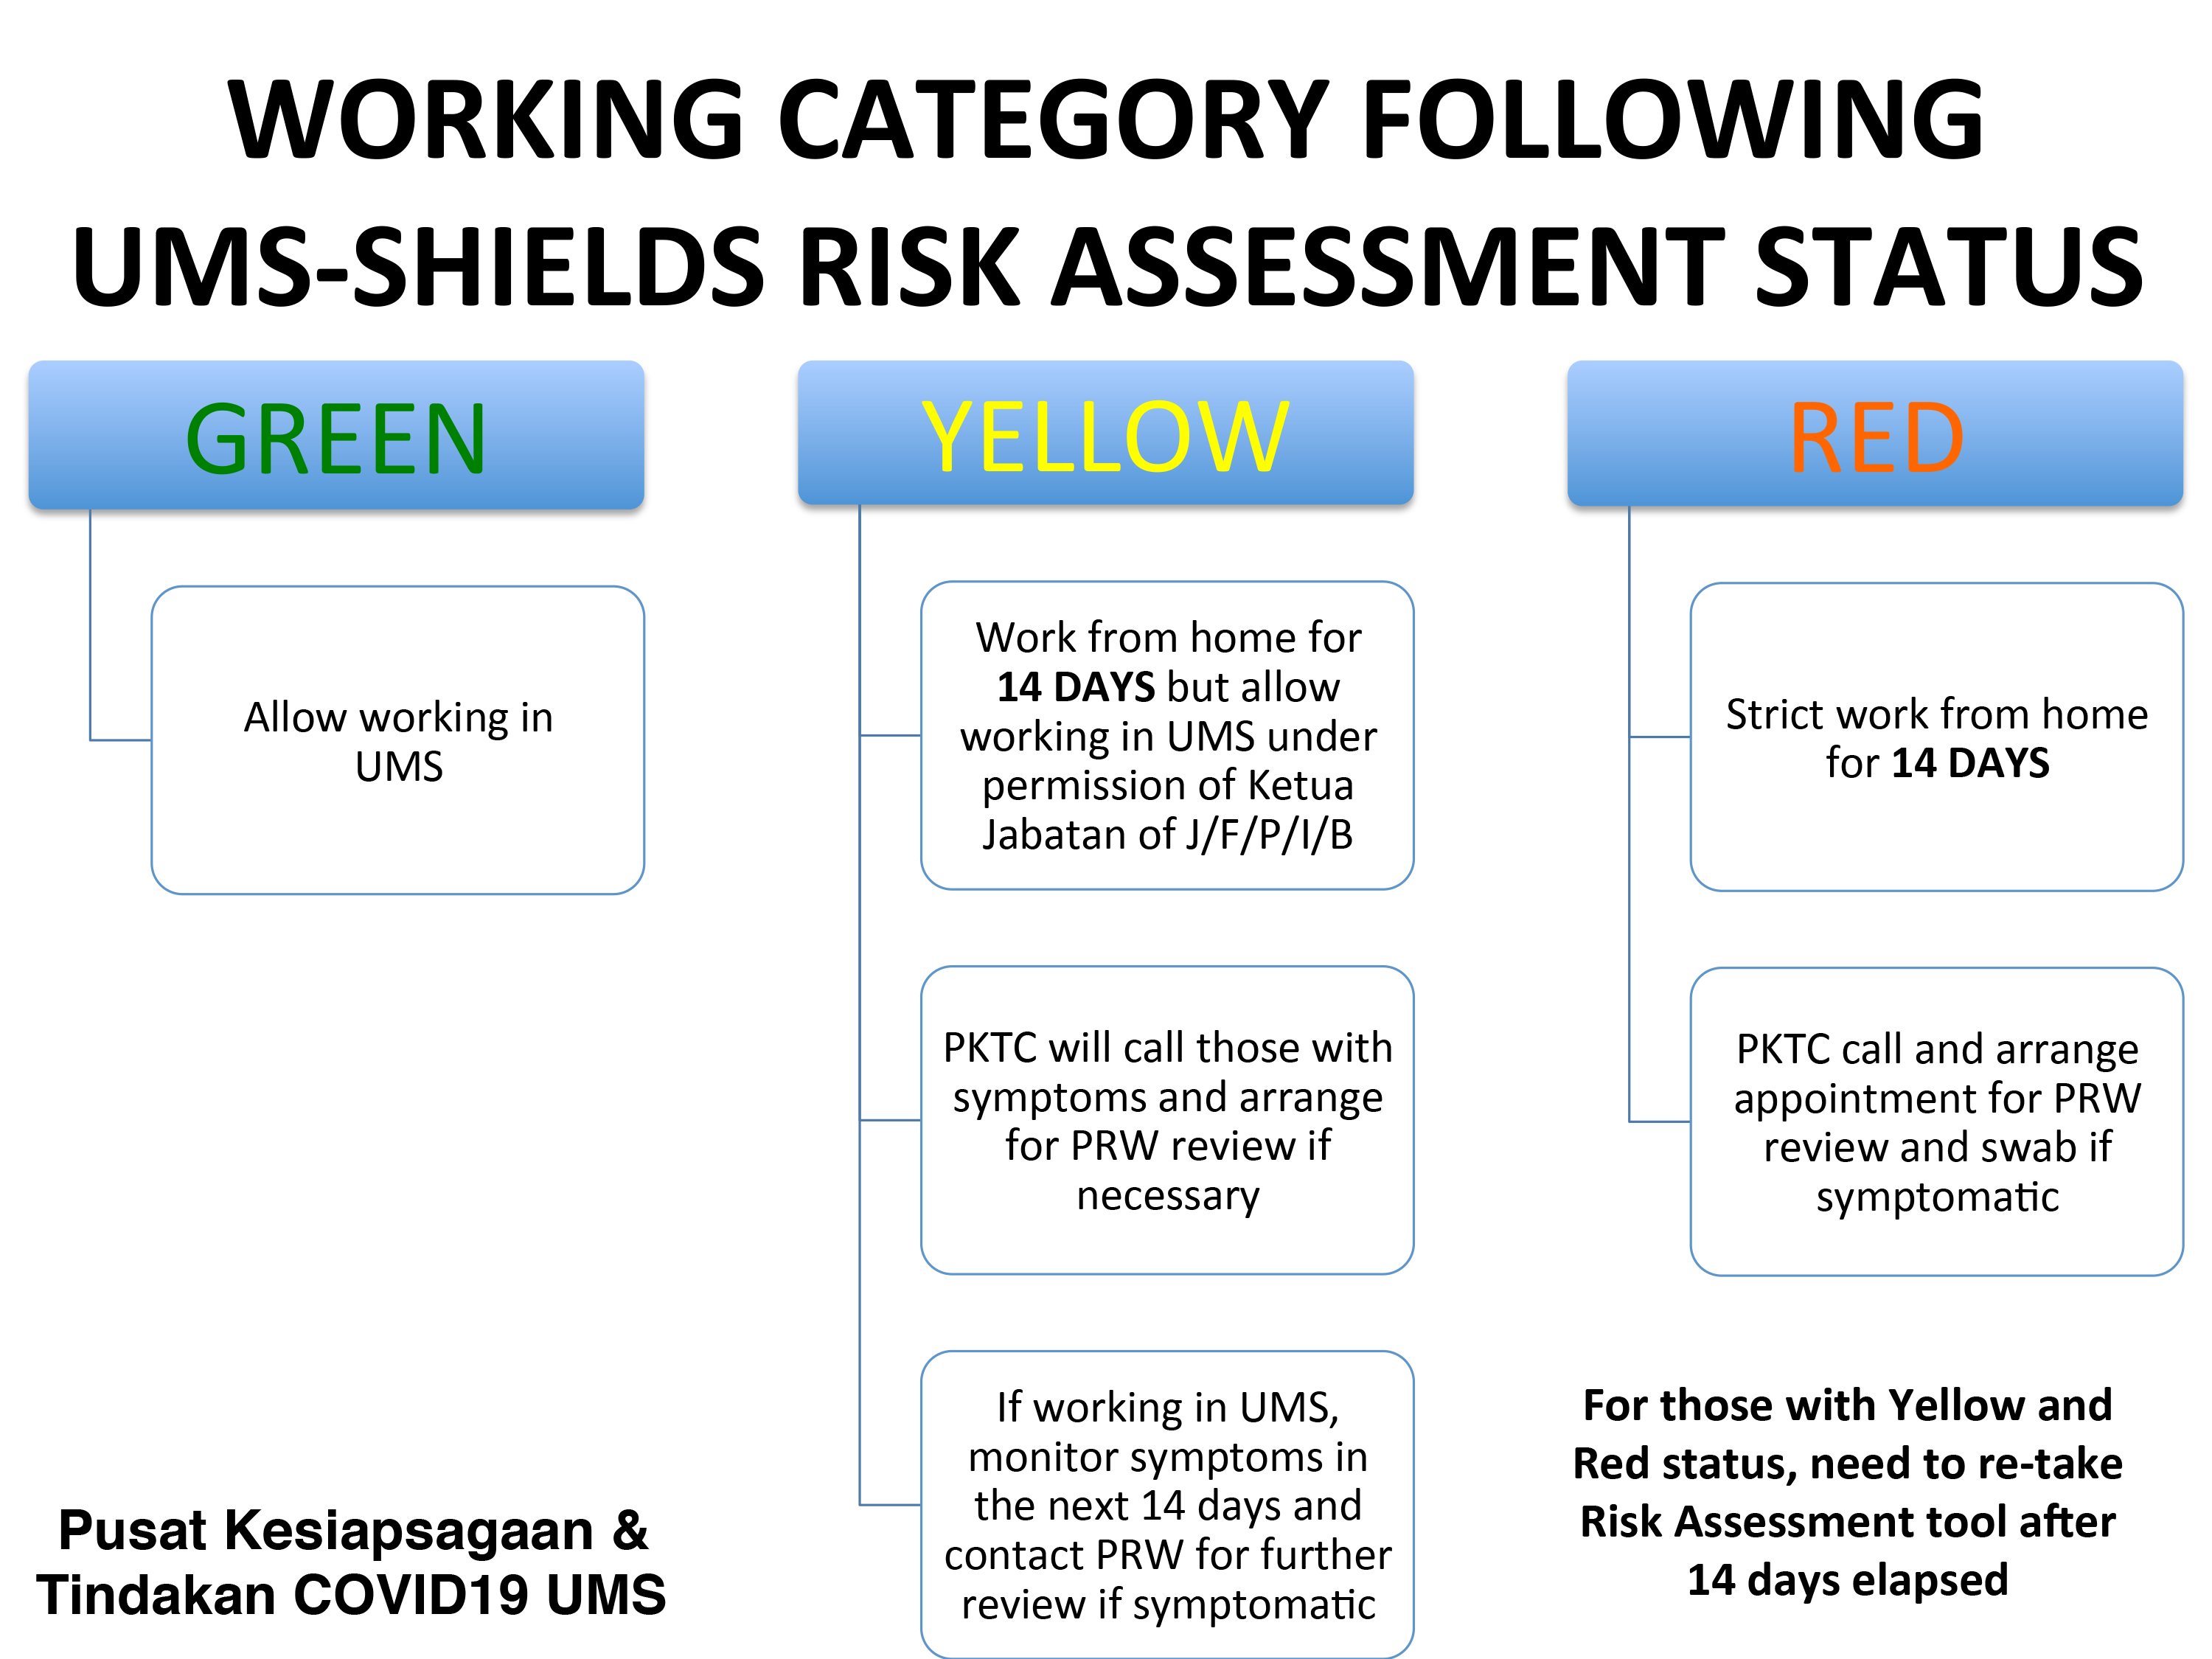 WORKING CATEGORY FOLLOWING
UMS-SHIELDS RISK ASSESSMENT STATUS
GREEN
Allow working in
UMS
YELLOW
Work from home for
14 DAYS but allow
working in UMS under
permission of Ketua
Jabatan of J/F/P/I/B
PKTC will call those with
symptoms and arrange
for PRW review if
necessary
If working in UMS,
monitor symptoms in
the next 14 days and
contact PRW for further
review if symptomatic
RED
Strict work from home
for 14 DAYS
PKTC call and arrange
appointment for PRW
review and swab if
symptomatic
For those with Yellow and
Red status, need to re-take
Risk Assessment tool after
14 days elapsed
Pusat Kesiapsagaan &
Tindakan COVID19 UMS